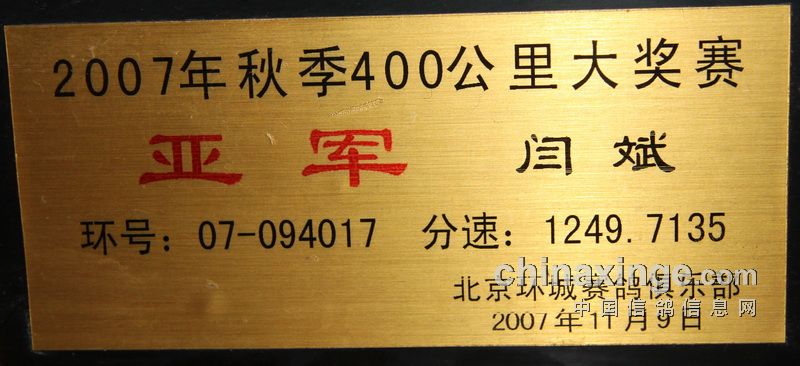 2007年秋季400公里大奖赛
亚军 闫斌
环号：07-094017 分速：1249.7135
chinaxinge.com
北京环城赛鸽俱乐部
中国信鸽信息网
2007年11月9日